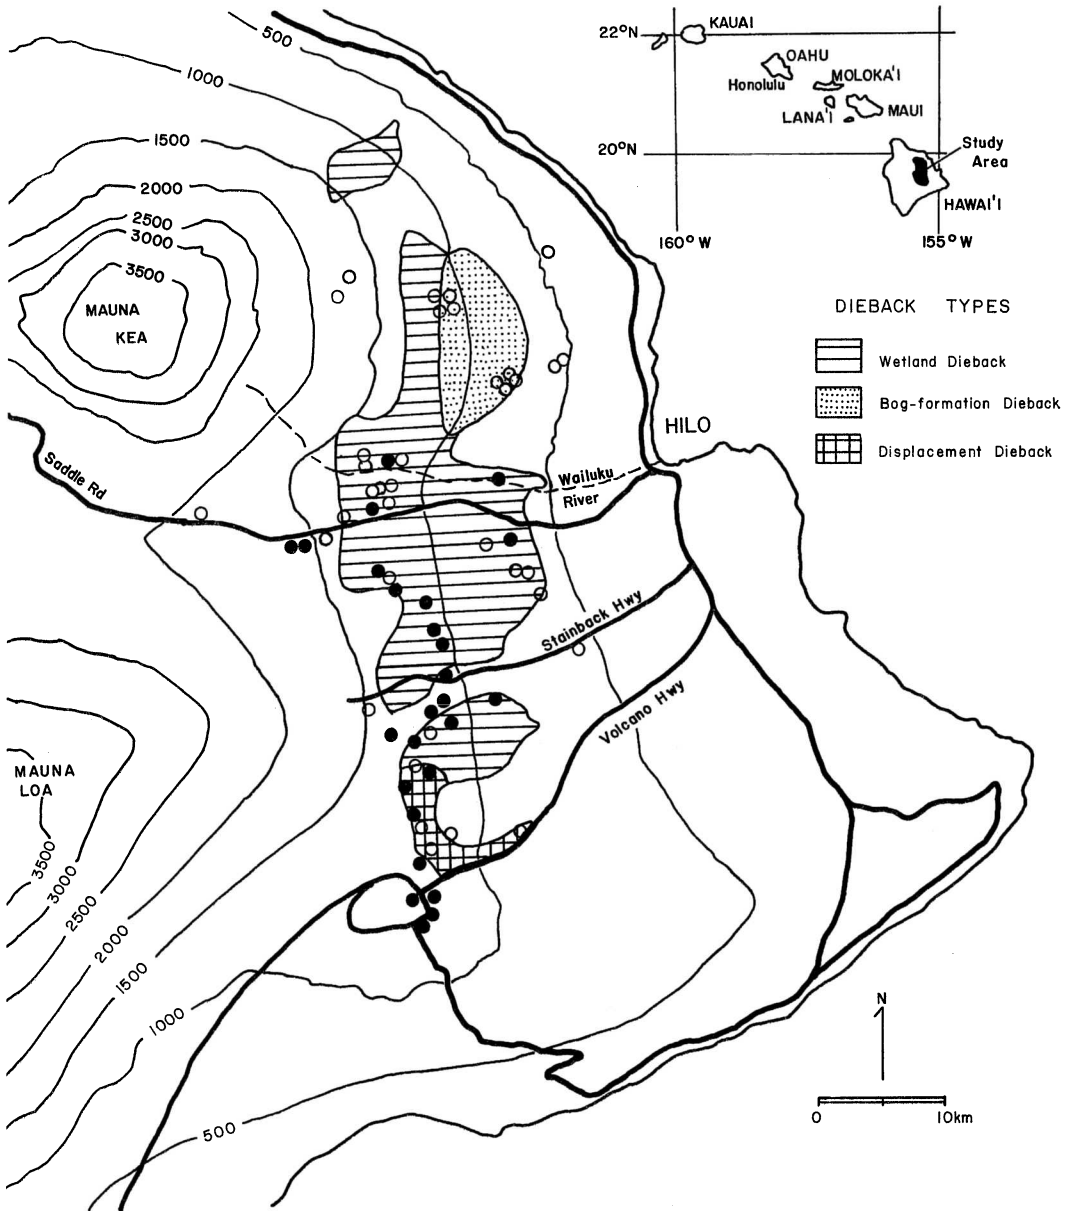 500
1000
1500
2000
2500
3000
3500
MAUNA
KEA
22°N
KAUAI
OAHU
Honolulu
MOLOKA'I
LANA'I
MAUI
20°N
Study
Area
HAWAI'I
160° W
155° W
DIEBACK TYPES
Wetland Dieback
Bog-formation Dieback
Displacement Dieback
HILO
Saddle Rd
Wailuku
River
Stainback Hwy
Volcano Hwy
MAUNA
LOA
3500
3000
2500
2000
1500
1000
500
N
0 10km